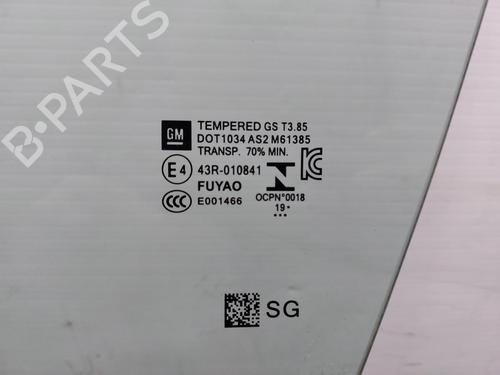 GM
TEMPERED GS T3.85
DOT1034 AS2 M61385
TRANSP. 70% MIN.
E4
43R-010841
FUYAO
CCC
E001466
OCPN°0018
19•
•••
SG
B-PARTS